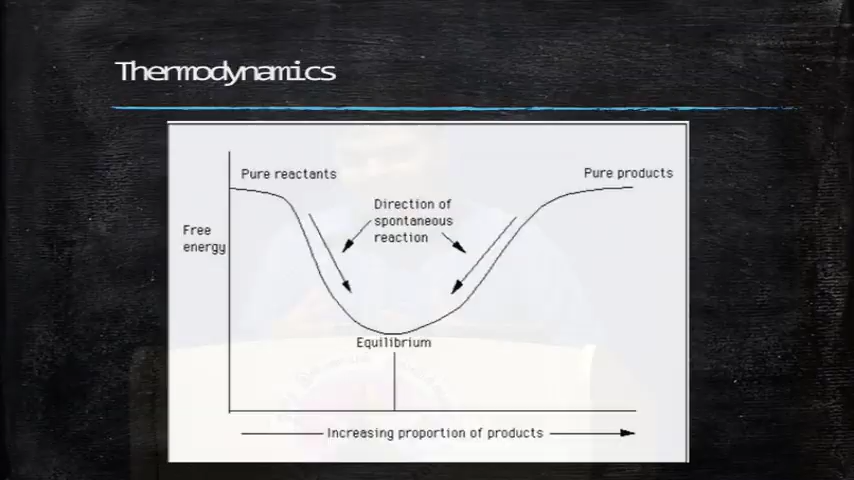 Thermodynamics
Pure reactants
Pure products
Direction of
spontaneous
reaction
Free
energy
Equilibrium
Increasing proportion of products